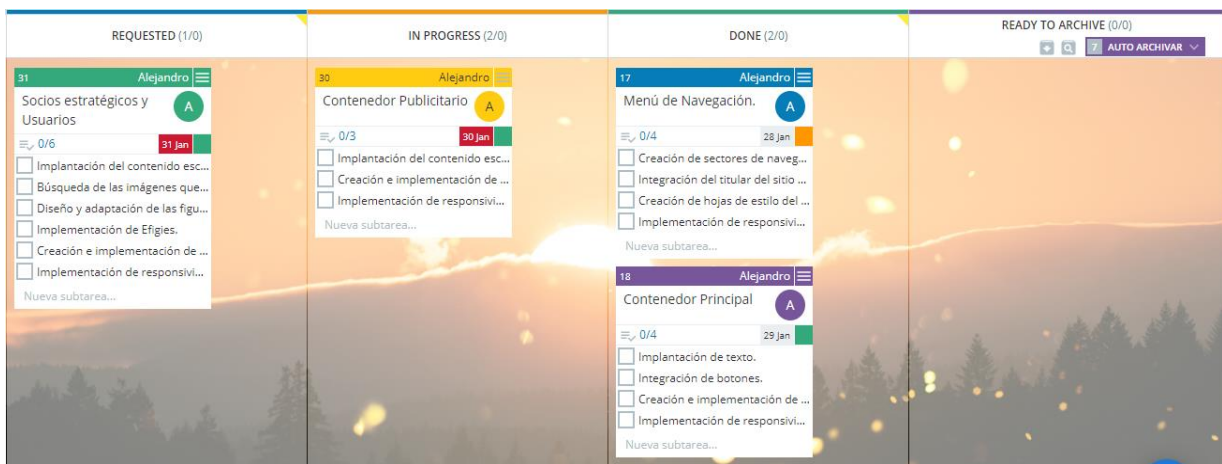 REQUESTED (1/0)
IN PROGRESS (2/0)
DONE (2/0)
READY TO ARCHIVE (0/0)
7 AUTO ARCHIVAR
31 Alejandro
Socios estratégicos y
Usuarios
A
0/6 31 Jan
Implantación del contenido esc...
Búsqueda de las imágenes que...
Diseño y adaptación de las figu...
Implementación de Efigies.
Creación e implementación de ...
Implementación de responsivi...
Nueva subtarea...
30 Alejandro
Contenedor Publicitario
A
0/3 30 Jan
Implantación del contenido esc...
Creación e implementación de ...
Implementación de responsivi...
Nueva subtarea...
17 Alejandro
Menú de Navegación.
A
0/4 28 Jan
Creación de sectores de naveg...
Integración del titular del sitio ...
Creación de hojas de estilo del ...
Implementación de responsivi...
Nueva subtarea...
18 Alejandro
Contenedor Principal
A
0/4 29 Jan
Implantación de texto.
Integración de botones.
Creación e implementación de ...
Implementación de responsivi...
Nueva subtarea...